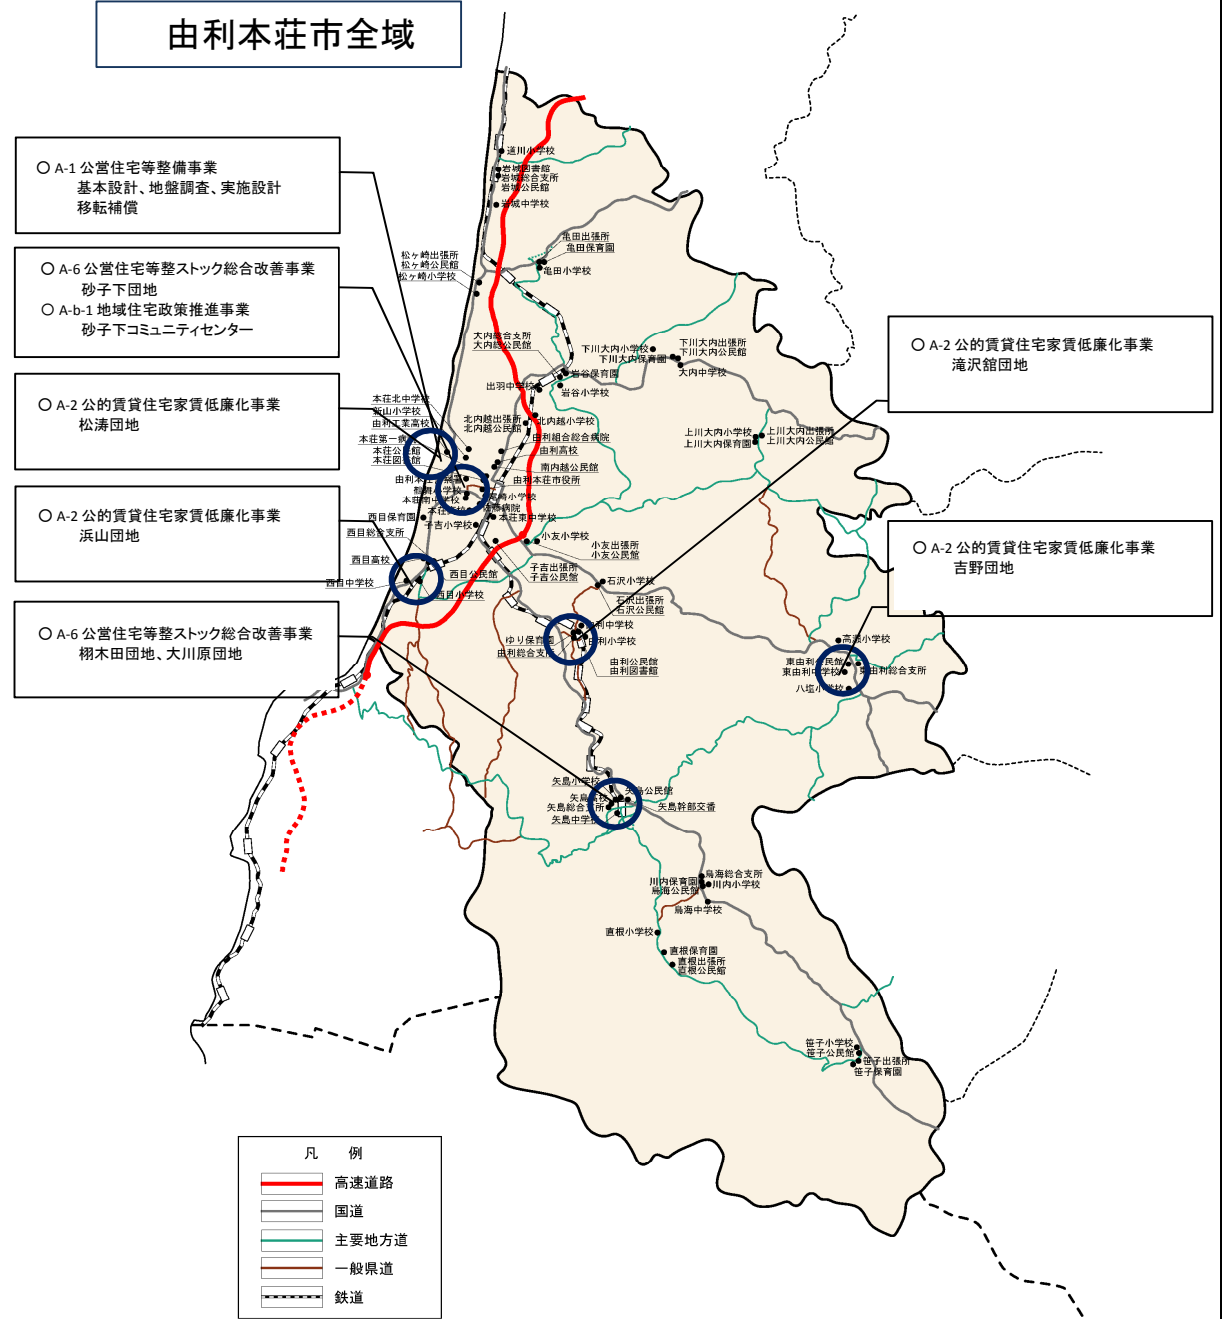 由利本荘市全域
○ A-1 公営住宅等整備事業
基本設計、地盤調査、実施設計
移転補償
○ A-6 公営住宅等整ストック総合改善事業
砂子下団地
○ A-b-1 地域住宅政策推進事業
砂子下コミュニティセンター
○ A-2 公的賃貸住宅家賃低廉化事業
松涛団地
○ A-2 公的賃貸住宅家賃低廉化事業
浜山団地
○ A-6 公営住宅等整ストック総合改善事業
栩木田団地、大川原団地
○ A-2 公的賃貸住宅家賃低廉化事業
滝沢舘団地
○ A-2 公的賃貸住宅家賃低廉化事業
吉野団地
道川小学校
岩城図書館
岩城総合支所
岩城公民館
岩城中学校
亀田出張所
亀田保育園
亀田小学校
松ヶ崎出張所
松ヶ崎公民館
松ヶ崎小学校
大内総合支所
大内総公民館
岩谷保育園
出羽中学校
岩谷小学校
下川大内小学校
下川大内出張所
下川大内公民館
下川大内保育園
大内中学校
本荘北中学校
新山小学校
由利工業高校
北内越出張所
北内越公民館
北内越小学校
上川大内小学校
上川大内保育園
上川大内出張所
上川大内公民館
本荘第一病院
本荘公民館
本荘図書館
由利組合総合病院
由利高校
南内越公民館
由利本荘市役所
鶴舞小学校
本荘南中学校
尾崎小学校
本荘東中学校
子吉小学校
西目保育園
西目総合支所
西目高校
西目中学校
西目公民館
西目小学校
小友小学校
小友出張所
小友公民館
子吉出張所
子吉公民館
石沢小学校
石沢出張所
石沢公民館
由利中学校
ゆり保育園
由利小学校
由利総合支所
由利公民館
由利図書館
高瀬小学校
東由利公民館
東由利中学校
東由利総合支所
八塩小学校
矢島小学校
矢島公民館
矢島高校
矢島総合支所
矢島幹部交番
矢島中学校
鳥海総合支所
川内保育園
川内小学校
鳥海公民館
鳥海中学校
直根小学校
直根保育園
直根出張所
直根公民館
笹子小学校
笹子公民館
笹子出張所
笹子保育園
凡 例
高速道路
国道
主要地方道
一般県道
鉄道